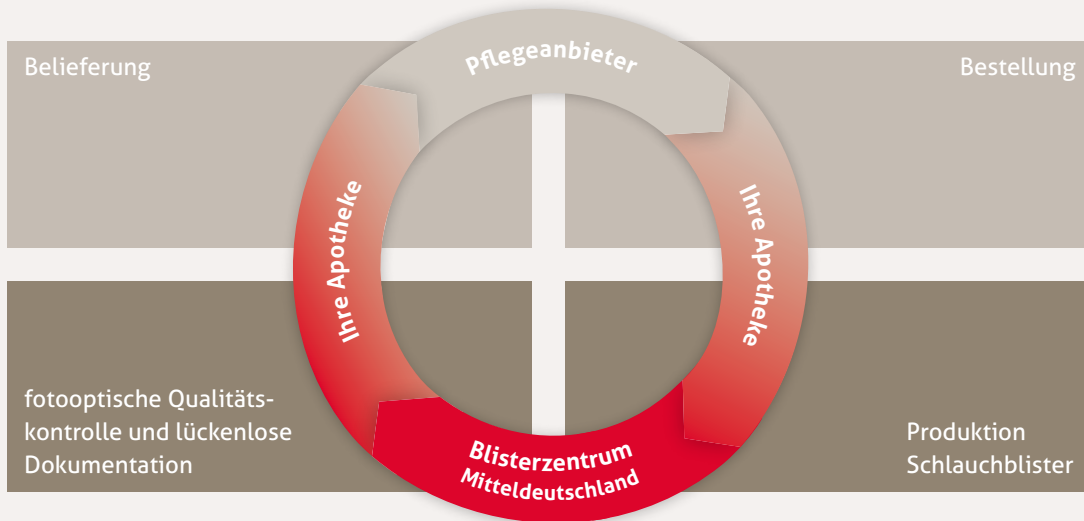 Pflegeanbieter
Belieferung
Bestellung
Ihre Apotheke
Ihre Apotheke
fotooptische Qualitäts-
kontrolle und lückenlose
Dokumentation
Produktion
Schlauchblister
Blisterzentrum
Mitteldeutschland